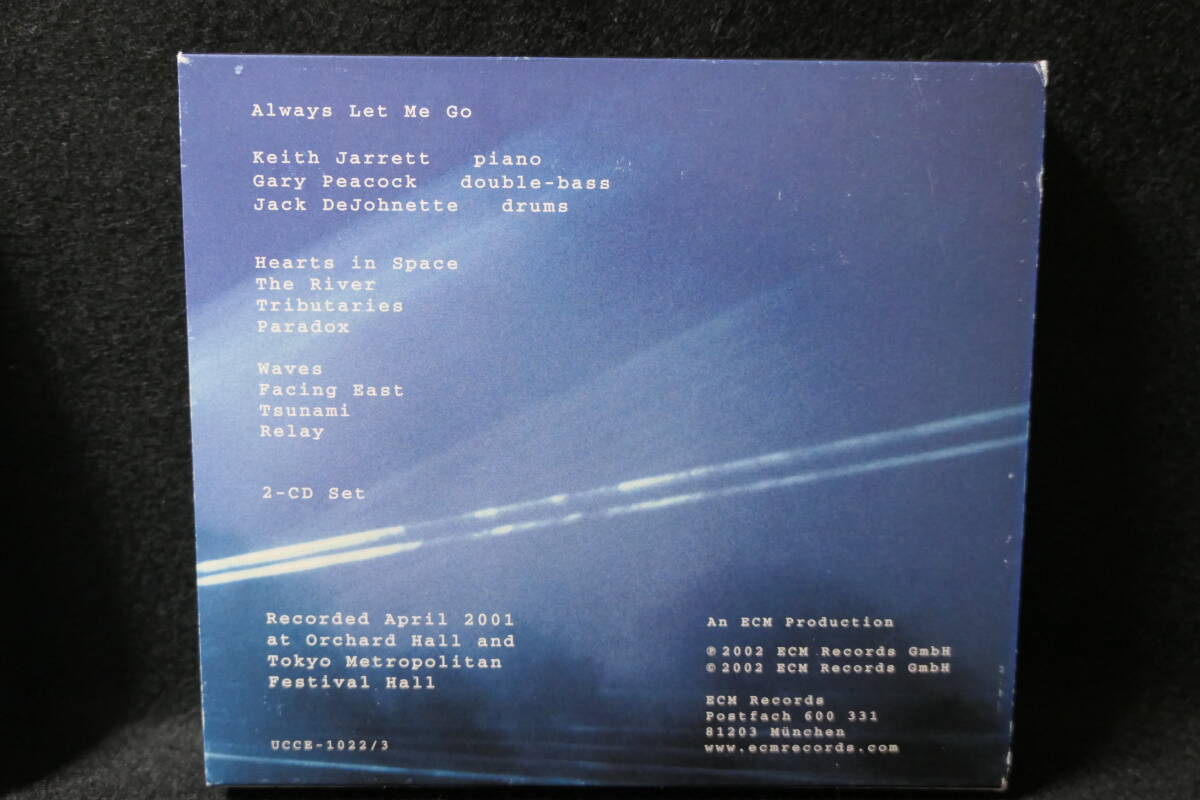 Always Let Me Go
Keith Jarrett piano
Gary Peacock double-bass
Jack DeJohnette drums
Hearts in Space
The River
Tributaries
Paradox
Waves
Facing East
Tsunami
Relay
2-CD Set
Recorded April 2001
at Orchard Hall and
Tokyo Metropolitan
Festival Hall
UCCE-1022/3
An ECM Production
℗2002 ECM Records GmbH
©2002 ECM Records GmbH
ECM Records
Postfach 600 331
81203 München
www.ecmrecords.com